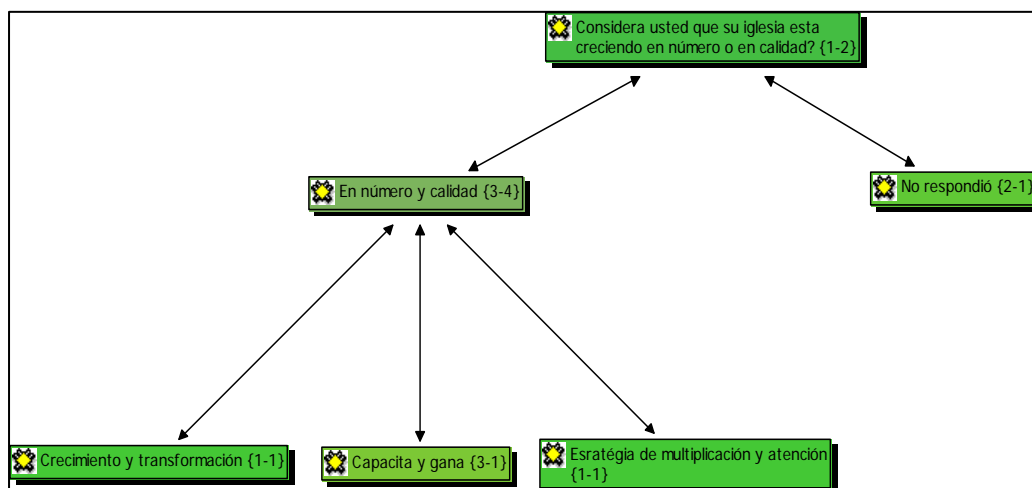 Considera usted que su iglesia esta
creciendo en número o en calidad? {1-2}
En número y calidad {3-4}
No respondió {2-1}
Crecimiento y transformación {1-1}
Capacita y gana {3-1}
Esratégia de multiplicación y atención
{1-1}